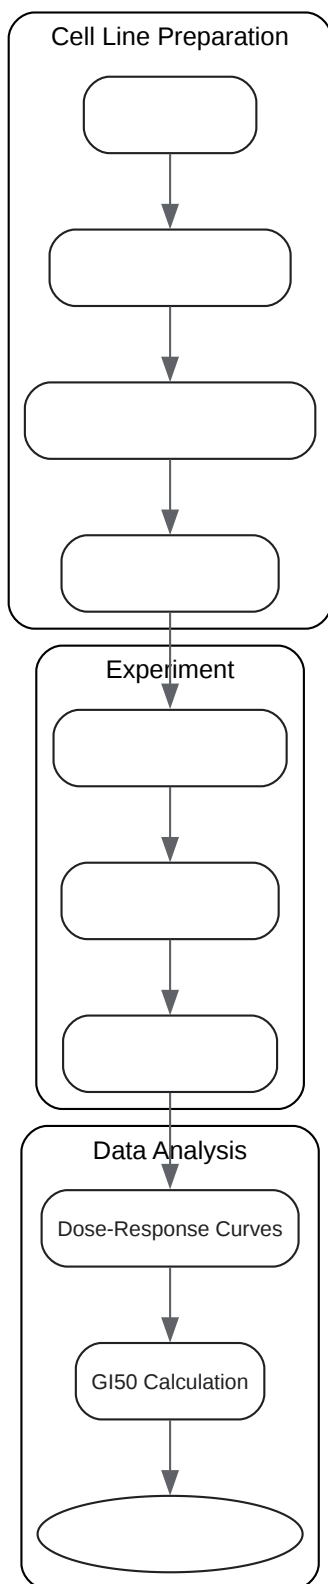 Cell Line Preparation
Experiment
Data Analysis
Dose-Response Curves
GI50 Calculation